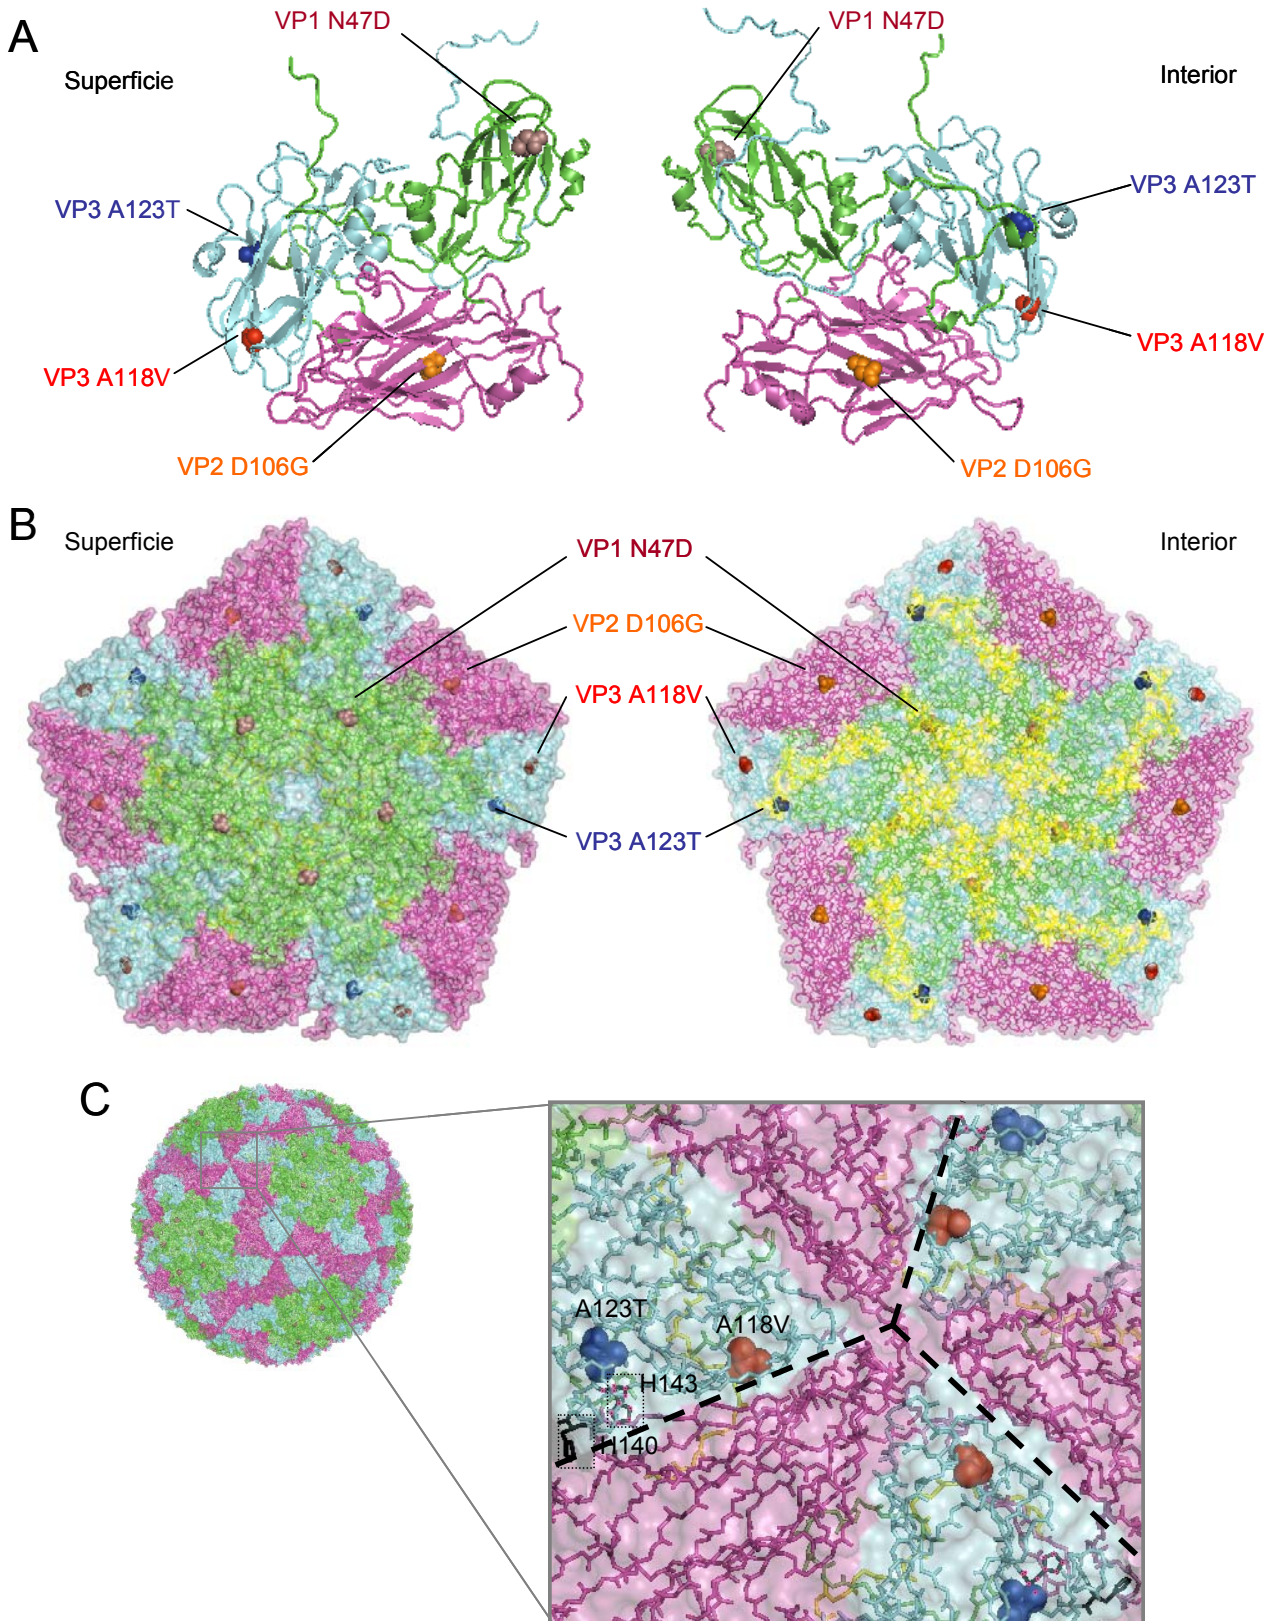 A
VP1 N47D
VP1 N47D
Superficie
Interior
VP3 A123T
VP3 A123T
VP3 A118V
VP3 A118V
VP2 D106G
VP2 D106G
B
Superficie
VP1 N47D
Interior
VP2 D106G
VP3 A118V
VP3 A123T
C
A123T
A118V
H143
H140